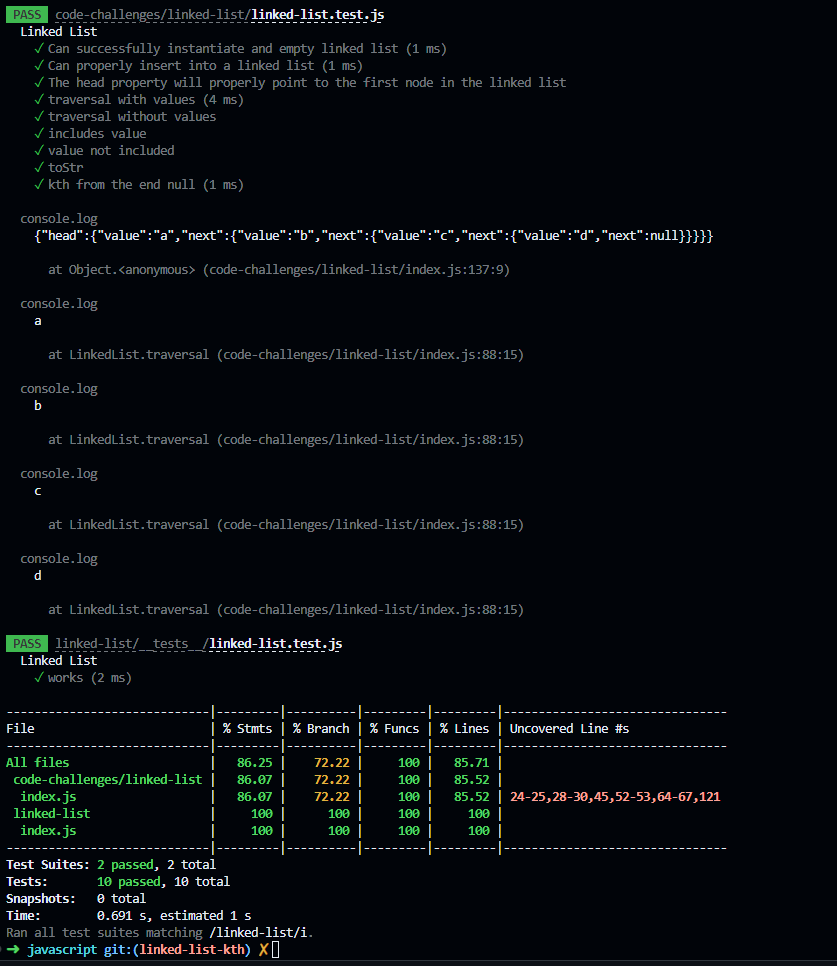 PASS code-challenges/linked-list/linked-list.test.js
Linked List
✓ Can successfully instantiate and empty linked list (1 ms)
✓ Can properly insert into a linked list (1 ms)
✓ The head property will properly point to the first node in the linked list
✓ traversal with values (4 ms)
✓ traversal without values
✓ includes value
✓ value not included
✓ toStr
✓ kth from the end null (1 ms)
console.log
{"head":{"value":"a","next":{"value":"b","next":{"value":"c","next":{"value":"d","next":null}}}}}
at Object.<anonymous> (code-challenges/linked-list/index.js:137:9)
console.log
a
at LinkedList.traversal (code-challenges/linked-list/index.js:88:15)
console.log
b
at LinkedList.traversal (code-challenges/linked-list/index.js:88:15)
console.log
c
at LinkedList.traversal (code-challenges/linked-list/index.js:88:15)
console.log
d
at LinkedList.traversal (code-challenges/linked-list/index.js:88:15)
PASS linked-list/__tests__/linked-list.test.js
Linked List
✓ works (2 ms)
-----------------------------|---------|----------|---------|---------|--------------------------------
File | % Stmts | % Branch | % Funcs | % Lines | Uncovered Line #s
-----------------------------|---------|----------|---------|---------|--------------------------------
All files | 86.25 | 72.22 | 100 | 85.71 |
code-challenges/linked-list | 86.07 | 72.22 | 100 | 85.52 |
index.js | 86.07 | 72.22 | 100 | 85.52 | 24-25,28-30,45,52-53,64-67,121
linked-list | 100 | 100 | 100 | 100 |
index.js | 100 | 100 | 100 | 100 |
-----------------------------|---------|----------|---------|---------|--------------------------------
Test Suites: 2 passed, 2 total
Tests: 10 passed, 10 total
Snapshots: 0 total
Time: 0.691 s, estimated 1 s
Ran all test suites matching /linked-list/i.
➜ javascript git:(linked-list-kth) ✗